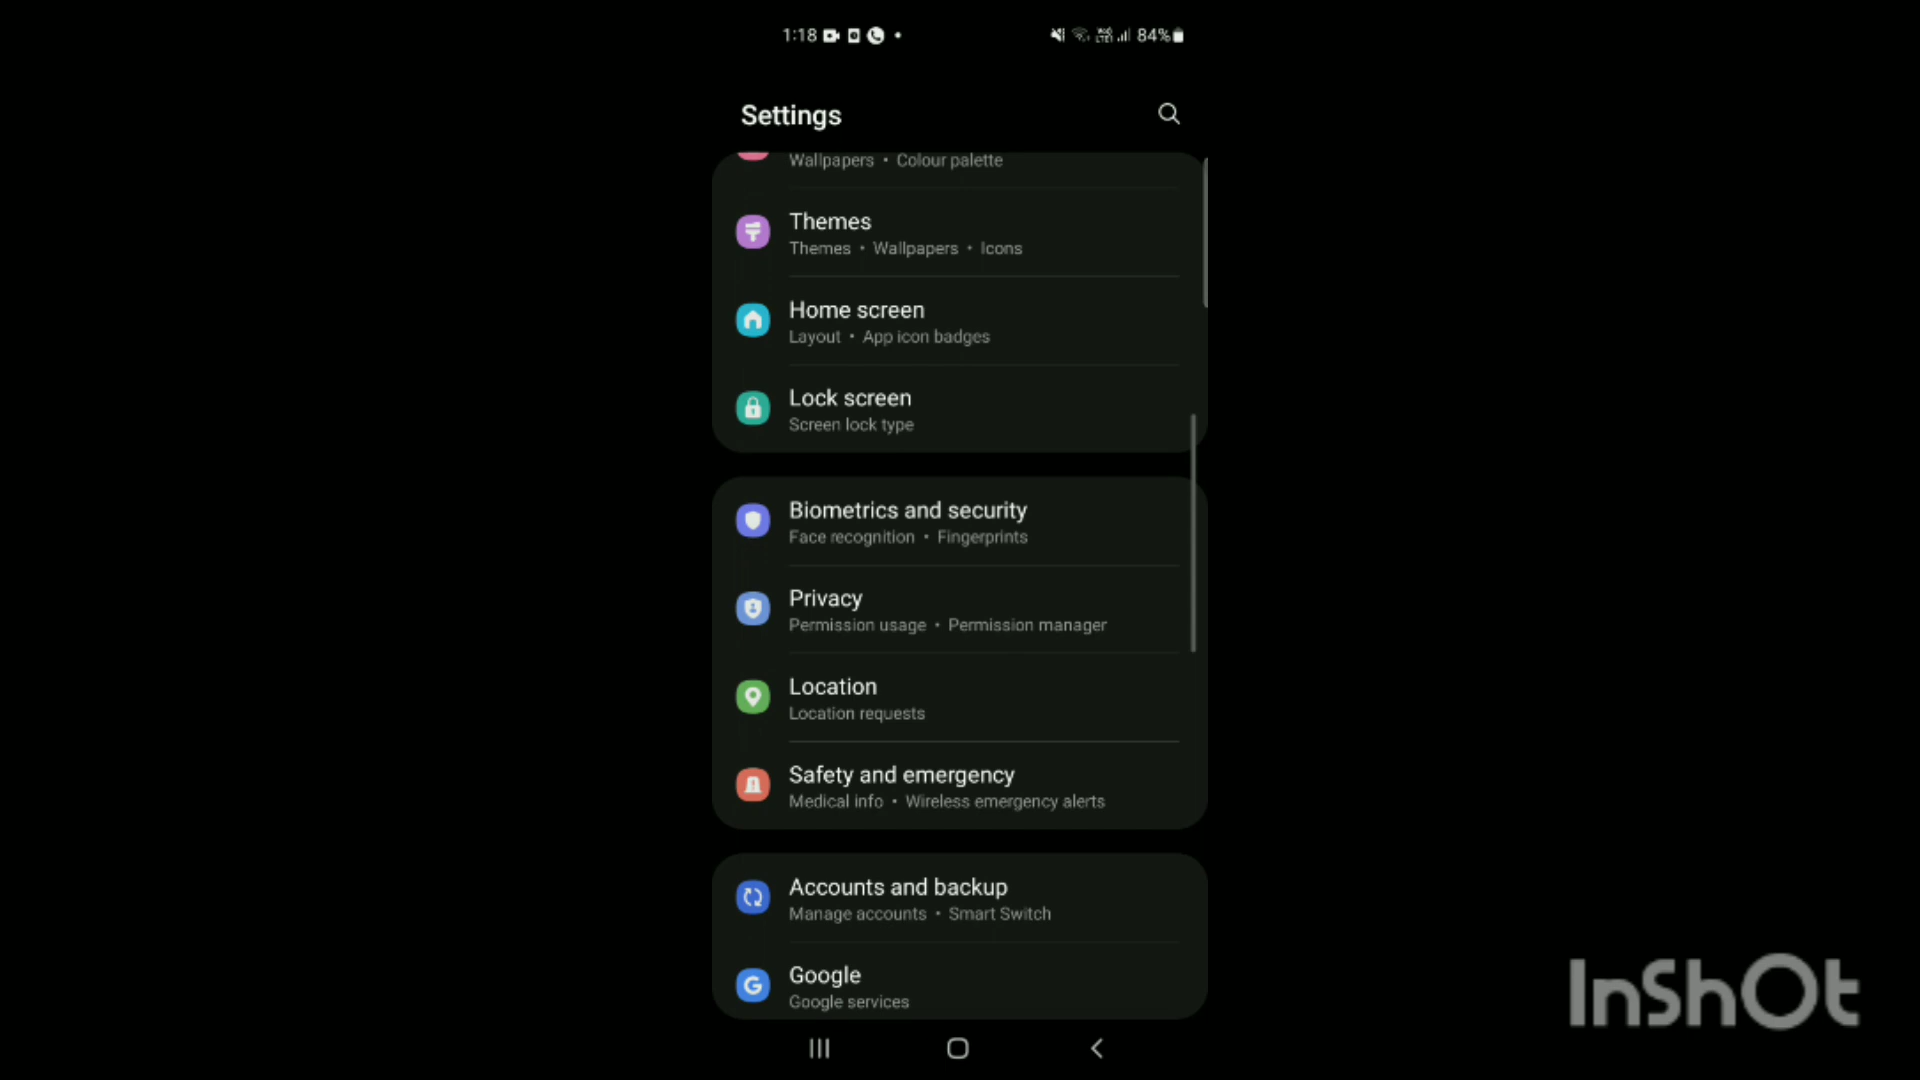 1:18
84%
Settings
Wallpapers • Colour palette
Themes
Themes • Wallpapers • Icons
Home screen
Layout • App icon badges
Lock screen
Screen lock type
Biometrics and security
Face recognition • Fingerprints
Privacy
Permission usage • Permission manager
Location
Location requests
Safety and emergency
Medical info • Wireless emergency alerts
Accounts and backup
Manage accounts • Smart Switch
Google
Google services
InShOt